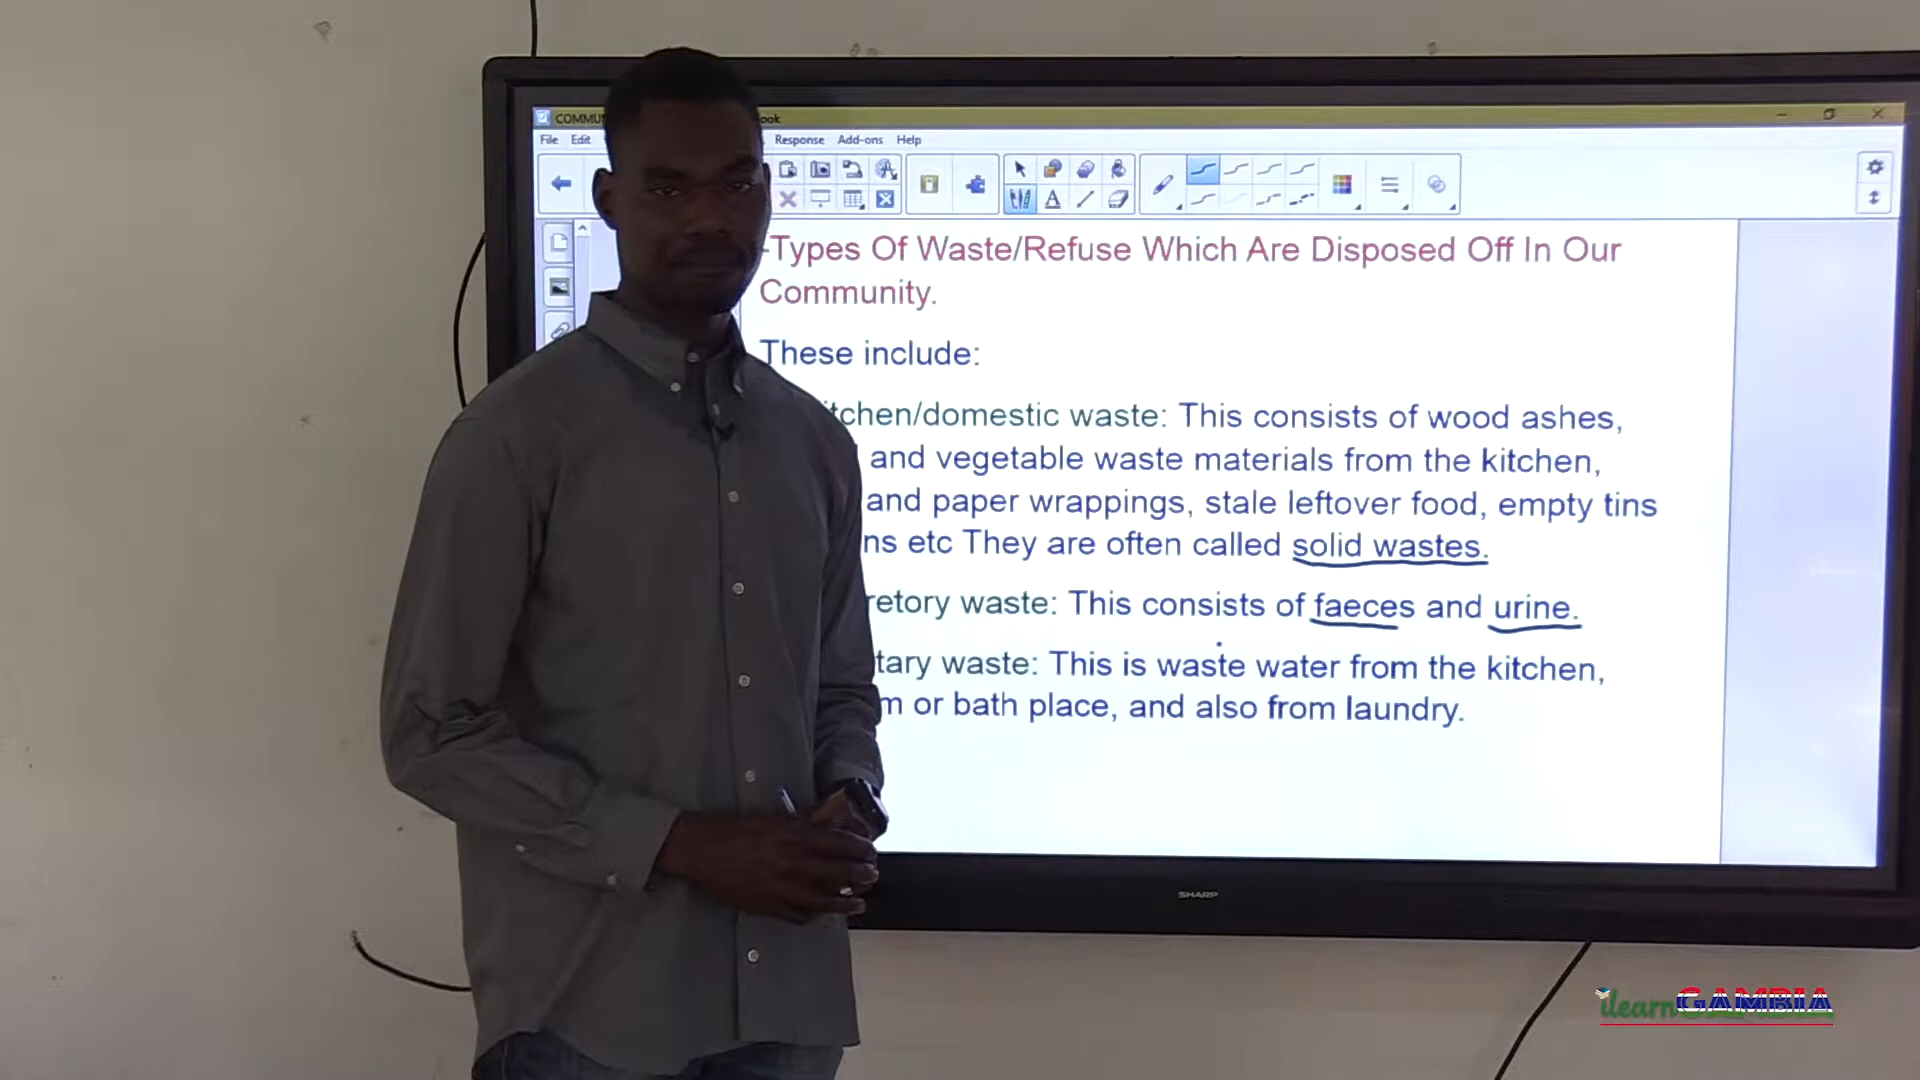 ook
File Edit Response Add-ons Help
-Types Of Waste/Refuse Which Are Disposed Off In Our
Community.
These include:
tchen/domestic waste: This consists of wood ashes,
and vegetable waste materials from the kitchen,
and paper wrappings, stale leftover food, empty tins
ns etc They are often called solid wastes.
retory waste: This consists of faeces and urine.
tary waste: This is waste water from the kitchen,
m or bath place, and also from laundry.
SHARP
ilearnGAMBIA